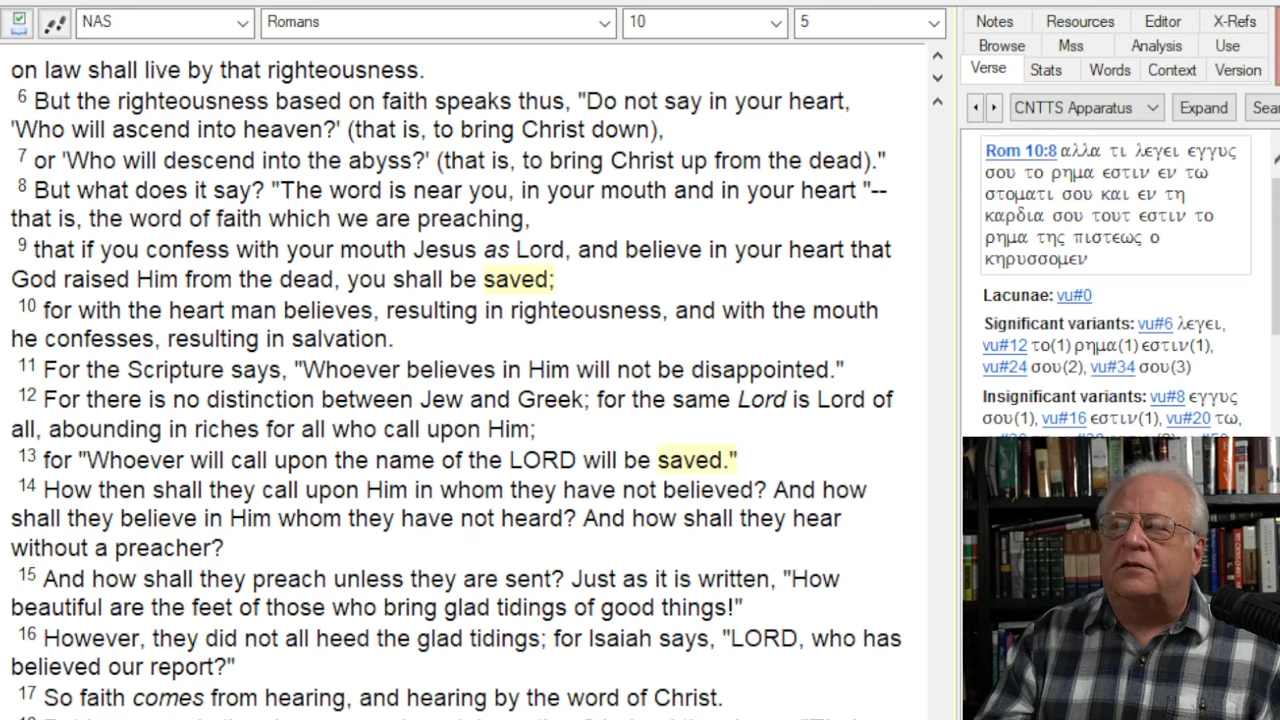 NAS
Romans
10
5
on law shall live by that righteousness.
6 But the righteousness based on faith speaks thus, "Do not say in your heart,
'Who will ascend into heaven?' (that is, to bring Christ down),
7 or 'Who will descend into the abyss?' (that is, to bring Christ up from the dead)."
8 But what does it say? "The word is near you, in your mouth and in your heart "--
that is, the word of faith which we are preaching,
9 that if you confess with your mouth Jesus as Lord, and believe in your heart that
God raised Him from the dead, you shall be saved;
10 for with the heart man believes, resulting in righteousness, and with the mouth
he confesses, resulting in salvation.
11 For the Scripture says, "Whoever believes in Him will not be disappointed."
12 For there is no distinction between Jew and Greek; for the same Lord is Lord of
all, abounding in riches for all who call upon Him;
13 for "Whoever will call upon the name of the LORD will be saved."
14 How then shall they call upon Him in whom they have not believed? And how
shall they believe in Him whom they have not heard? And how shall they hear
without a preacher?
15 And how shall they preach unless they are sent? Just as it is written, "How
beautiful are the feet of those who bring glad tidings of good things!"
16 However, they did not all heed the glad tidings; for Isaiah says, "LORD, who has
believed our report?"
17 So faith comes from hearing, and hearing by the word of Christ.
Notes Resources Editor X-Refs
Browse Mss Analysis Use
Verse Stats Words Context Version
CNTTS Apparatus Expand Sear
Rom 10:8 αλλα τι λεγει εγγυς
σου το ρημα εστιν εν τω
στοματι σου και εν τη
καρδια σου τουτ εστιν το
ρημα της πιστεως ο
κηρυσσομεν
Lacunae: vu#0
Significant variants: vu#6 λεγει,
vu#12 το(1) ρημα(1) εστιν(1),
vu#24 σου(2), vu#34 σου(3)
Insignificant variants: vu#8 εγγυς
σου(1), vu#16 εστιν(1), vu#20 τω,